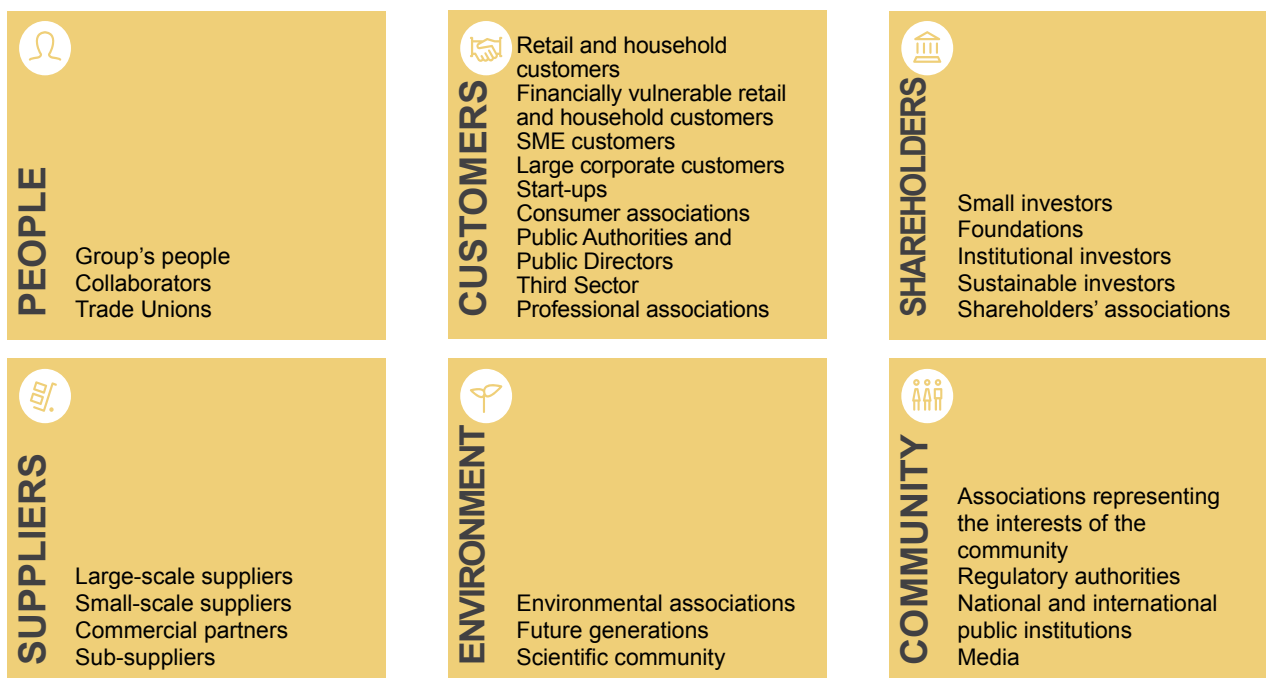 PEOPLE
Group’s people
Collaborators
Trade Unions
CUSTOMERS
Retail and household
customers
Financially vulnerable retail
and household customers
SME customers
Large corporate customers
Start-ups
Consumer associations
Public Authorities and
Public Directors
Third Sector
Professional associations
SHAREHOLDERS
Small investors
Foundations
Institutional investors
Sustainable investors
Shareholders’ associations
SUPPLIERS
Large-scale suppliers
Small-scale suppliers
Commercial partners
Sub-suppliers
ENVIRONMENT
Environmental associations
Future generations
Scientific community
COMMUNITY
Associations representing
the interests of the
community
Regulatory authorities
National and international
public institutions
Media